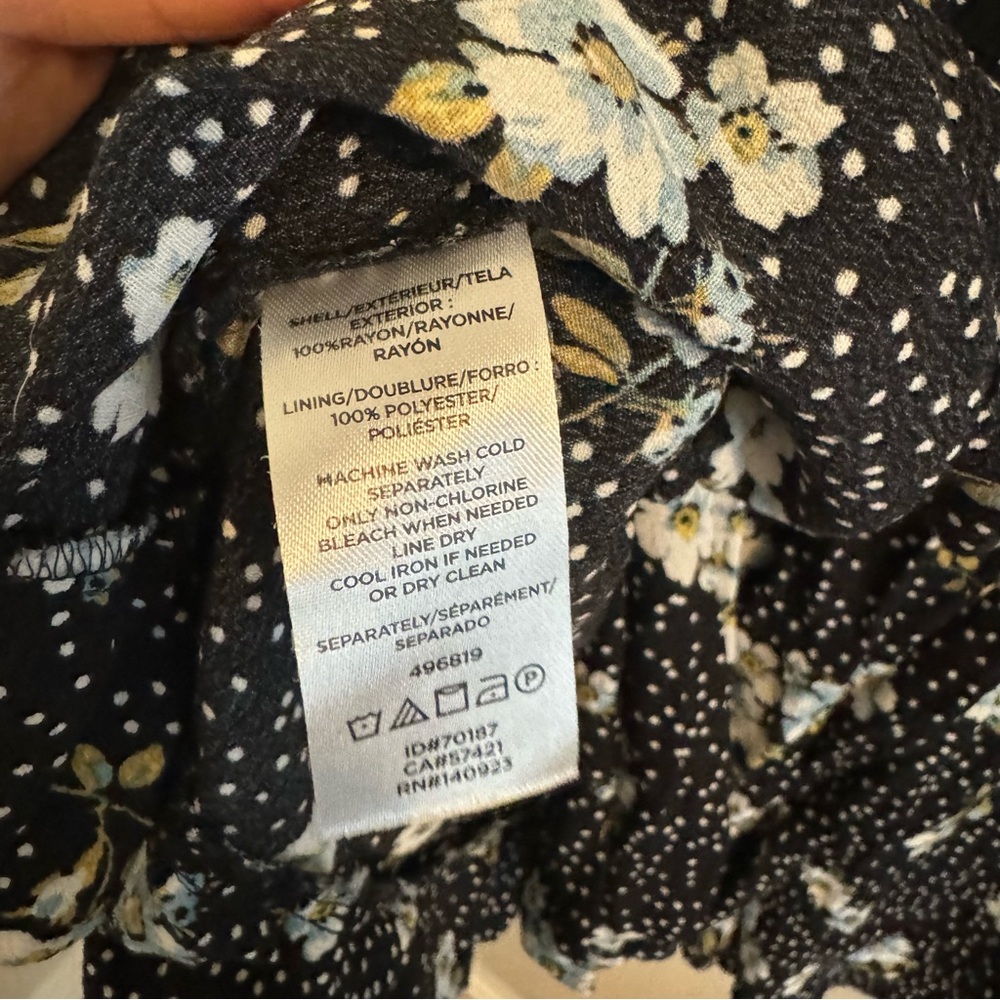 SHELL/EXTÉRIEUR/TELA
EXTERIOR :
100%RAYON/RAYONNE/
RAYÓN
LINING/DOUBLURE/FORRO :
100% POLYESTER/
POLIÉSTER
MACHINE WASH COLD
SEPARATELY
ONLY NON-CHLORINE
BLEACH WHEN NEEDED
LINE DRY
COOL IRON IF NEEDED
OR DRY CLEAN
SEPARATELY/SÉPARÉMENT/
SEPARADO
496819
P
ID#70187
CA#57421
RN#140923